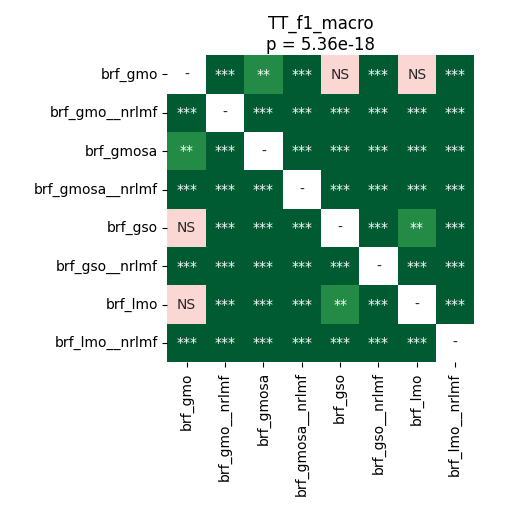 TT_f1_macro
p = 5.36e-18
brf_gmo - *** ** *** NS *** NS ***
brf_gmo__nrlmf *** - *** *** *** *** *** ***
brf_gmosa ** *** - *** *** *** *** ***
brf_gmosa__nrlmf *** *** *** - *** *** *** ***
brf_gso NS *** *** *** - *** ** ***
brf_gso__nrlmf *** *** *** *** *** - *** ***
brf_lmo NS *** *** *** ** *** - ***
brf_lmo__nrlmf *** *** *** *** *** *** *** -
brf_gmo
brf_gmo__nrlmf
brf_gmosa
brf_gmosa__nrlmf
brf_gso
brf_gso__nrlmf
brf_lmo
brf_lmo__nrlmf